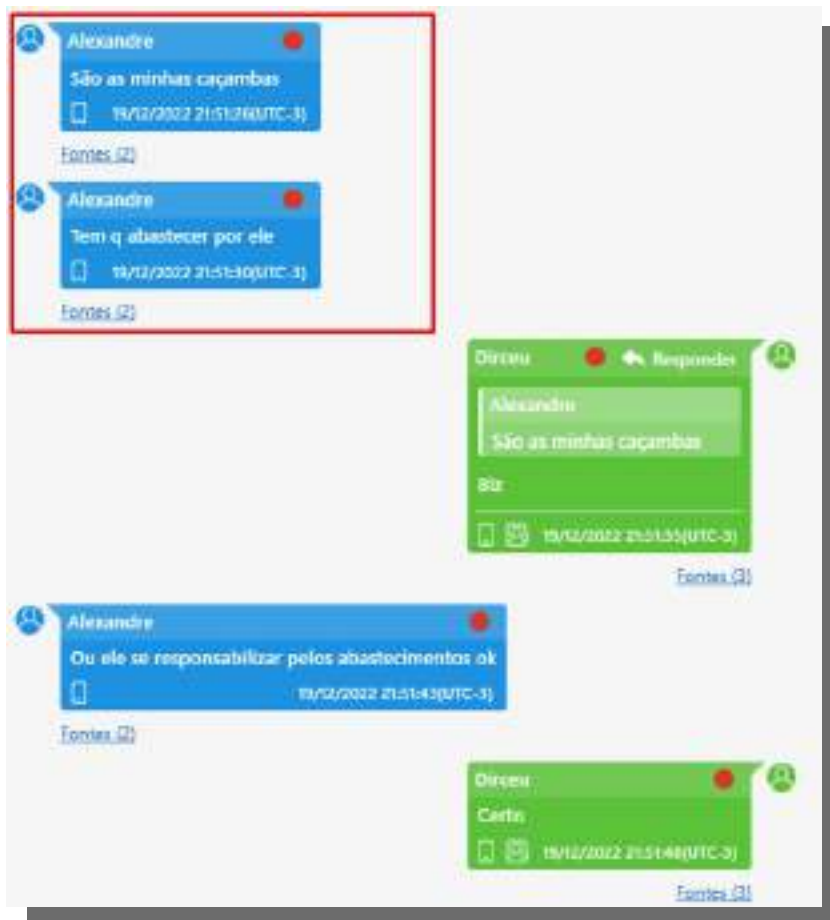 Alexandre
São as minhas caçambas
19/12/2022 21:51:26(UTC-3)
Fontes (2)
Alexandre
Tem q abastecer por ele
19/12/2022 21:51:30(UTC-3)
Fontes (2)
Dirceu Responder
Alexandre
São as minhas caçambas
Blz
19/12/2022 21:51:35(UTC-3)
Fontes (3)
Alexandre
Ou ele se responsabilizar pelos abastecimentos ok
19/12/2022 21:51:43(UTC-3)
Fontes (2)
Dirceu
Certo
19/12/2022 21:51:48(UTC-3)
Fontes (3)